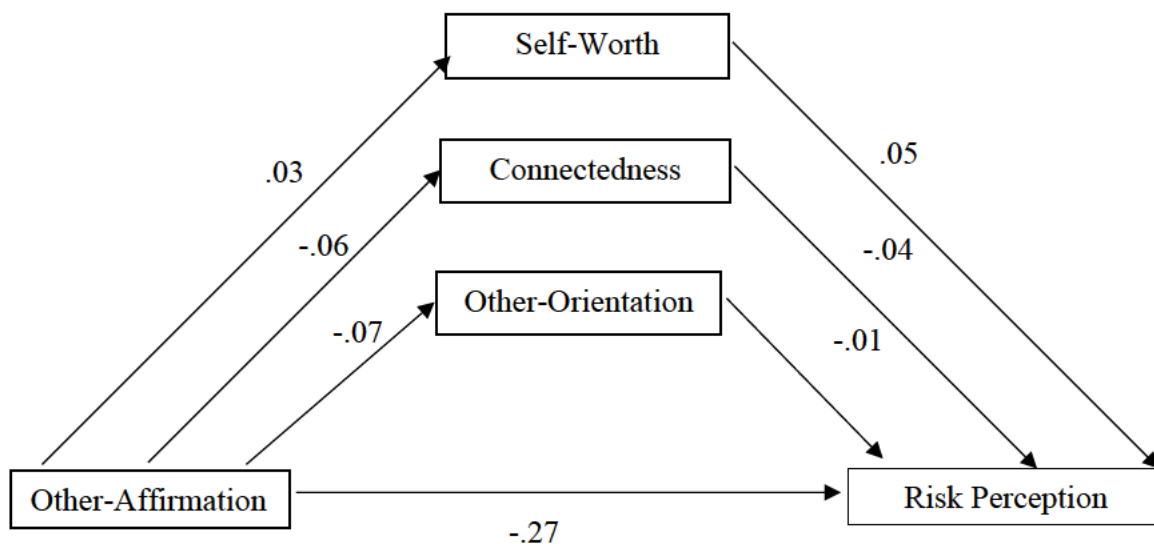 Self-Worth
.03
.05
Connectedness
-.06
-.04
Other-Orientation
-.07
-.01
Other-Affirmation
Risk Perception
-.27